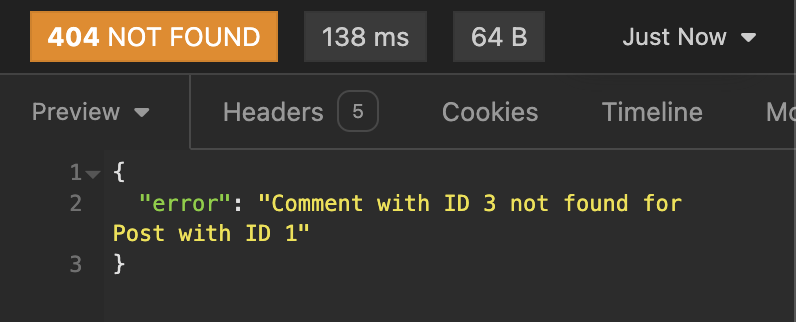 404 NOT FOUND 138 ms 64 B Just Now
Preview Headers 5 Cookies Timeline
1 {
2 "error": "Comment with ID 3 not found for
Post with ID 1"
3 }